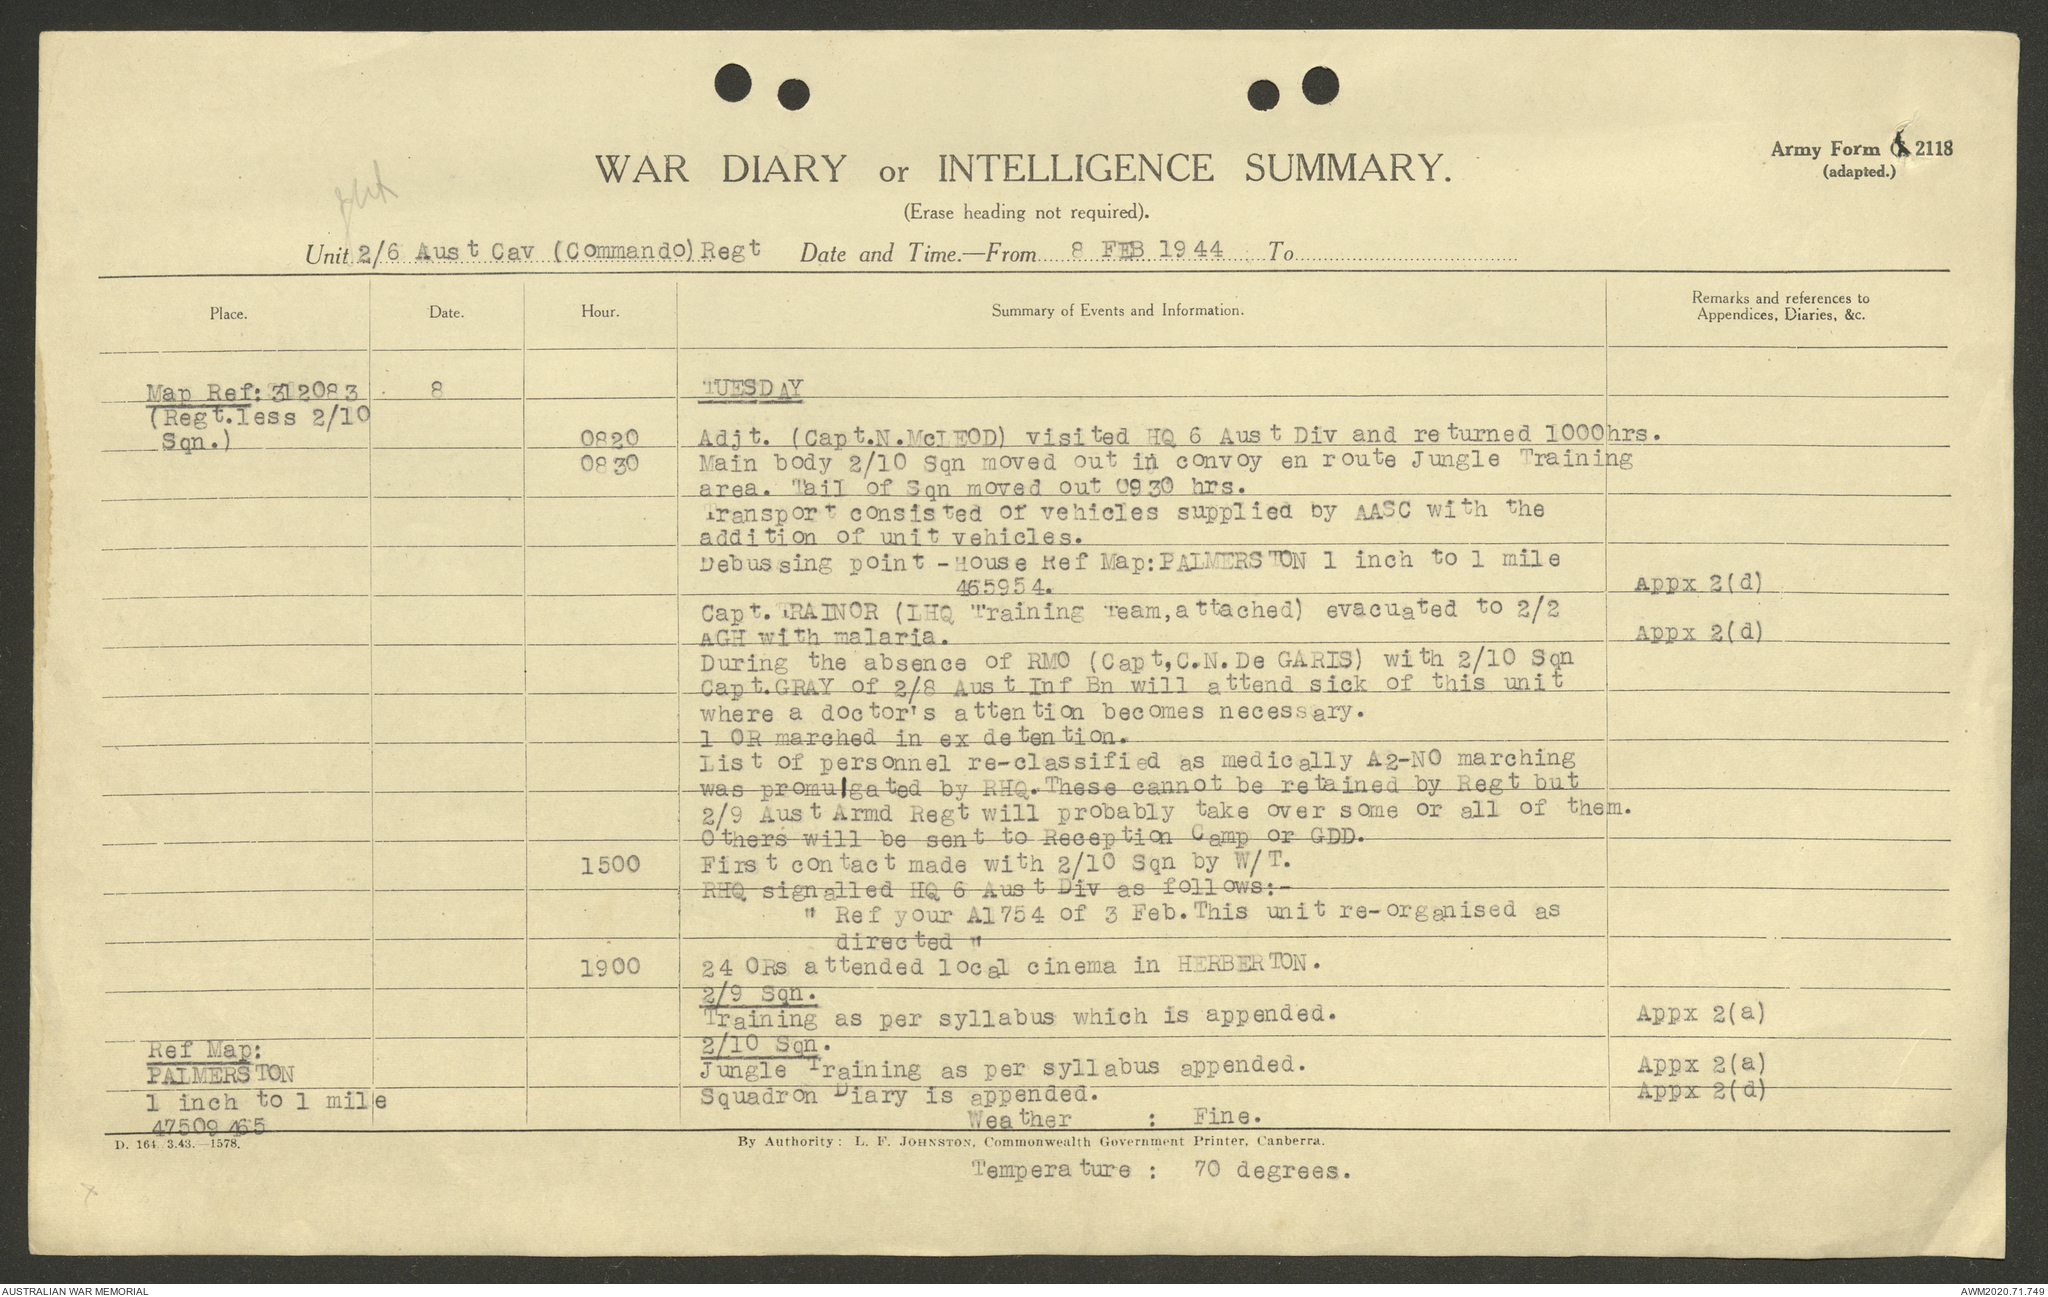 WAR DIARY or INTELLIGENCE SUMMARY.
Army Form 2118
(adapted.)
(Erase heading not required).
Unit 2/6 Aust Cav (Commando) Regt Date and Time.—From 8 FEB 1944 To
Place. Date. Hour. Summary of Events and Information. Remarks and references to
Appendices, Diaries, &c.
Map Ref: 312083 8 TUESDAY
(Regt.less 2/10
Sqn.) 0820 Adjt. (Capt.N.McLEOD) visited HQ 6 Aust Div and returned 1000hrs.
0830 Main body 2/10 Sqn moved out in convoy en route Jungle Training
area. Tail of Sqn moved out 0930 hrs.
Transport consisted of vehicles supplied by AASC with the
addition of unit vehicles.
Debussing point - House Ref Map: PALMERSTON 1 inch to 1 mile
465954. Appx 2(d)
Capt. TRAINOR (LHQ Training Team, attached) evacuated to 2/2
AGH with malaria. Appx 2(d)
During the absence of RMO (Capt, C.N. De GARIS) with 2/10 Sqn
Capt.GRAY of 2/8 Aust Inf Bn will attend sick of this unit
where a doctor's attention becomes necessary.
1 OR marched in ex detention.
List of personnel re-classified as medically A2-NO marching
was promulgated by RHQ. These cannot be retained by Regt but
2/9 Aust Armd Regt will probably take over some or all of them.
Others will be sent to Reception Camp or GDD.
1500 First contact made with 2/10 Sqn by W/T.
RHQ signalled HQ 6 Aust Div as follows:-
" Ref your A1754 of 3 Feb. This unit re-organised as
directed "
1900 24 ORs attended local cinema in HERBERTON.
2/9 Sqn.
Training as per syllabus which is appended. Appx 2(a)
Ref Map: 2/10 Sqn.
PALMERSTON Jungle Training as per syllabus appended. Appx 2(a)
1 inch to 1 mile Squadron Diary is appended. Appx 2(d)
47509465 Weather : Fine.
D. 164 3.43.—1578. By Authority: L. F. JOHNSTON, Commonwealth Government Printer, Canberra.
Temperature : 70 degrees.
AUSTRALIAN WAR MEMORIAL AWM2020.71.749